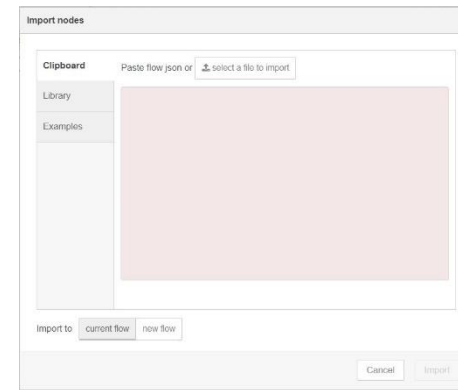 Import nodes
Clipboard
Paste flow json or select a file to import
Library
Examples
Import to current flow new flow
Cancel Import